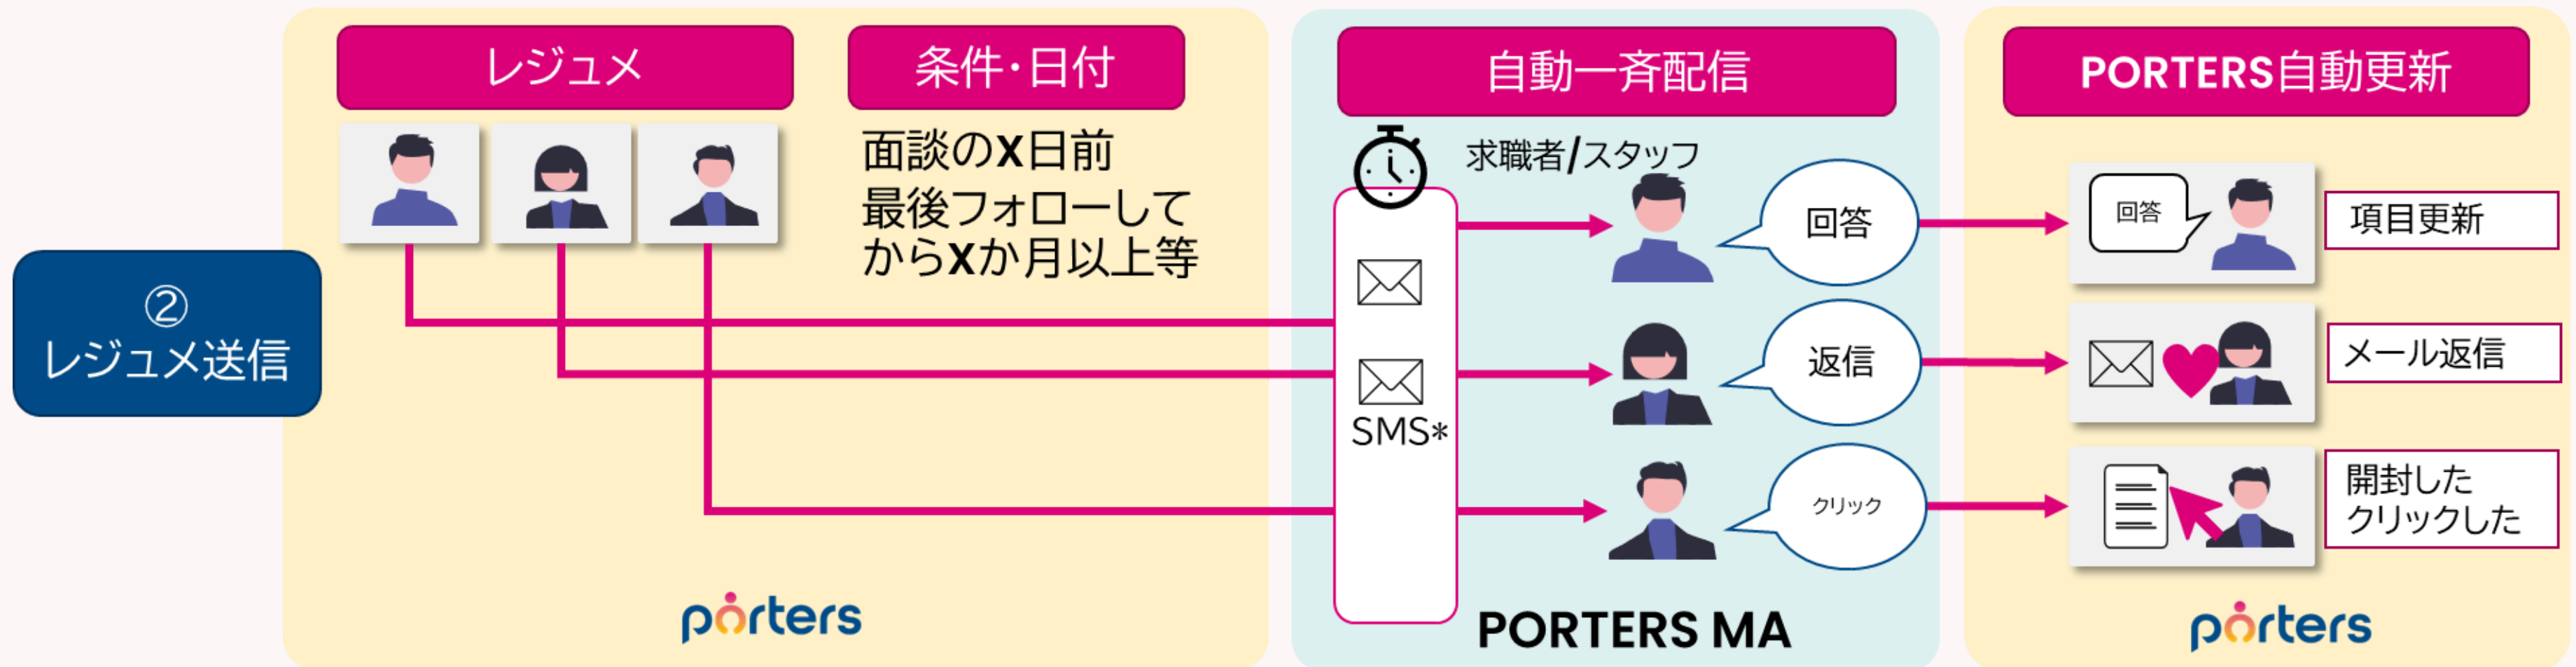 ②
レジュメ送信
レジュメ
条件・日付
面談のX日前
最後フォローして
からXか月以上等
porters
自動一斉配信
求職者/スタッフ
SMS*
回答
返信
クリック
PORTERS MA
PORTERS自動更新
回答
項目更新
メール返信
開封した
クリックした
porters